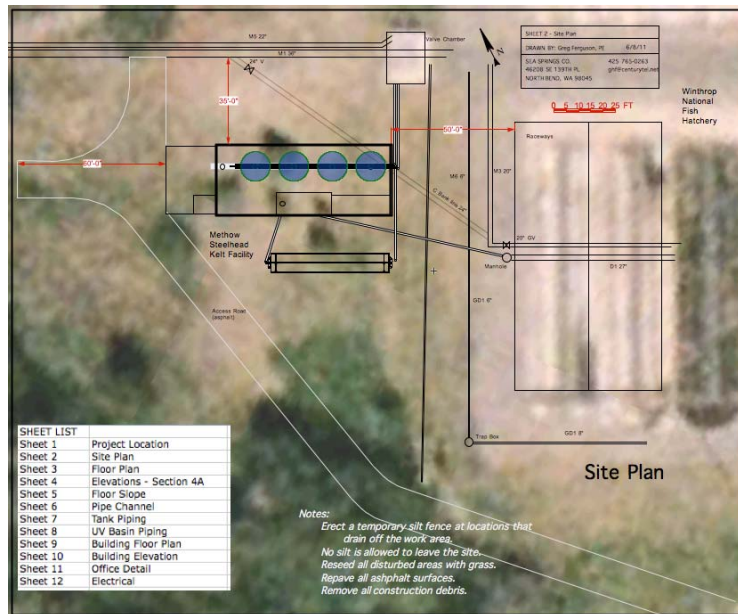 M5 22"
M1 36"
Valve Chamber
N
SHEET 2 - Site Plan
DRAWN BY: Greg Ferguson, PE 6/8/11
SEA SPRINGS CO. 425 765-0263
46208 SE 139TH PL ghf@centurytel.net
NORTH BEND, WA 98045
24" V
35'-0"
0 5 10 15 20 25 FT
Winthrop
National
Fish
Hatchery
50'-0"
Raceways
60'-0"
M6 8"
M3 20"
Methow
Steelhead
Kelt Facility
20" GV
Manhole
D1 27"
Access Road
(asphalt)
GD1 6"
Trap Box
GD1 8"
Site Plan
SHEET LIST
Sheet 1 Project Location
Sheet 2 Site Plan
Sheet 3 Floor Plan
Sheet 4 Elevations - Section 4A
Sheet 5 Floor Slope
Sheet 6 Pipe Channel
Sheet 7 Tank Piping
Sheet 8 UV Basin Piping
Sheet 9 Building Floor Plan
Sheet 10 Building Elevation
Sheet 11 Office Detail
Sheet 12 Electrical
Notes:
Erect a temporary silt fence at locations that
drain off the work area.
No silt is allowed to leave the site.
Reseed all disturbed areas with grass.
Repave all ashphalt surfaces.
Remove all construction debris.